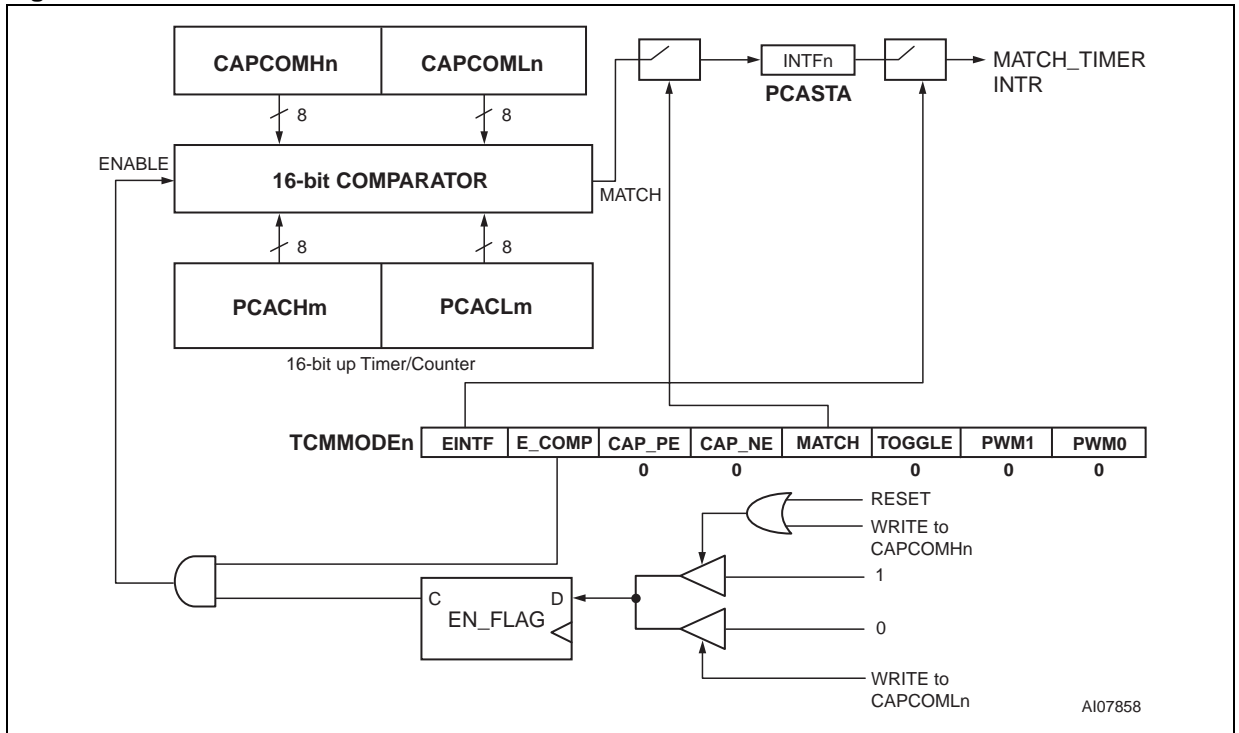 CAPCOMHn CAPCOMLn
8 8
ENABLE
16-bit COMPARATOR
MATCH
8 8
PCACHm PCACLm
16-bit up Timer/Counter
INTFn
PCASTA
MATCH_TIMER
INTR
TCMMODEn EINTF E_COMP CAP_PE CAP_NE MATCH TOGGLE PWM1 PWM0
0 0 0 0 0
RESET
WRITE to
CAPCOMHn
1
C D
EN_FLAG
0
WRITE to
CAPCOMLn
AI07858